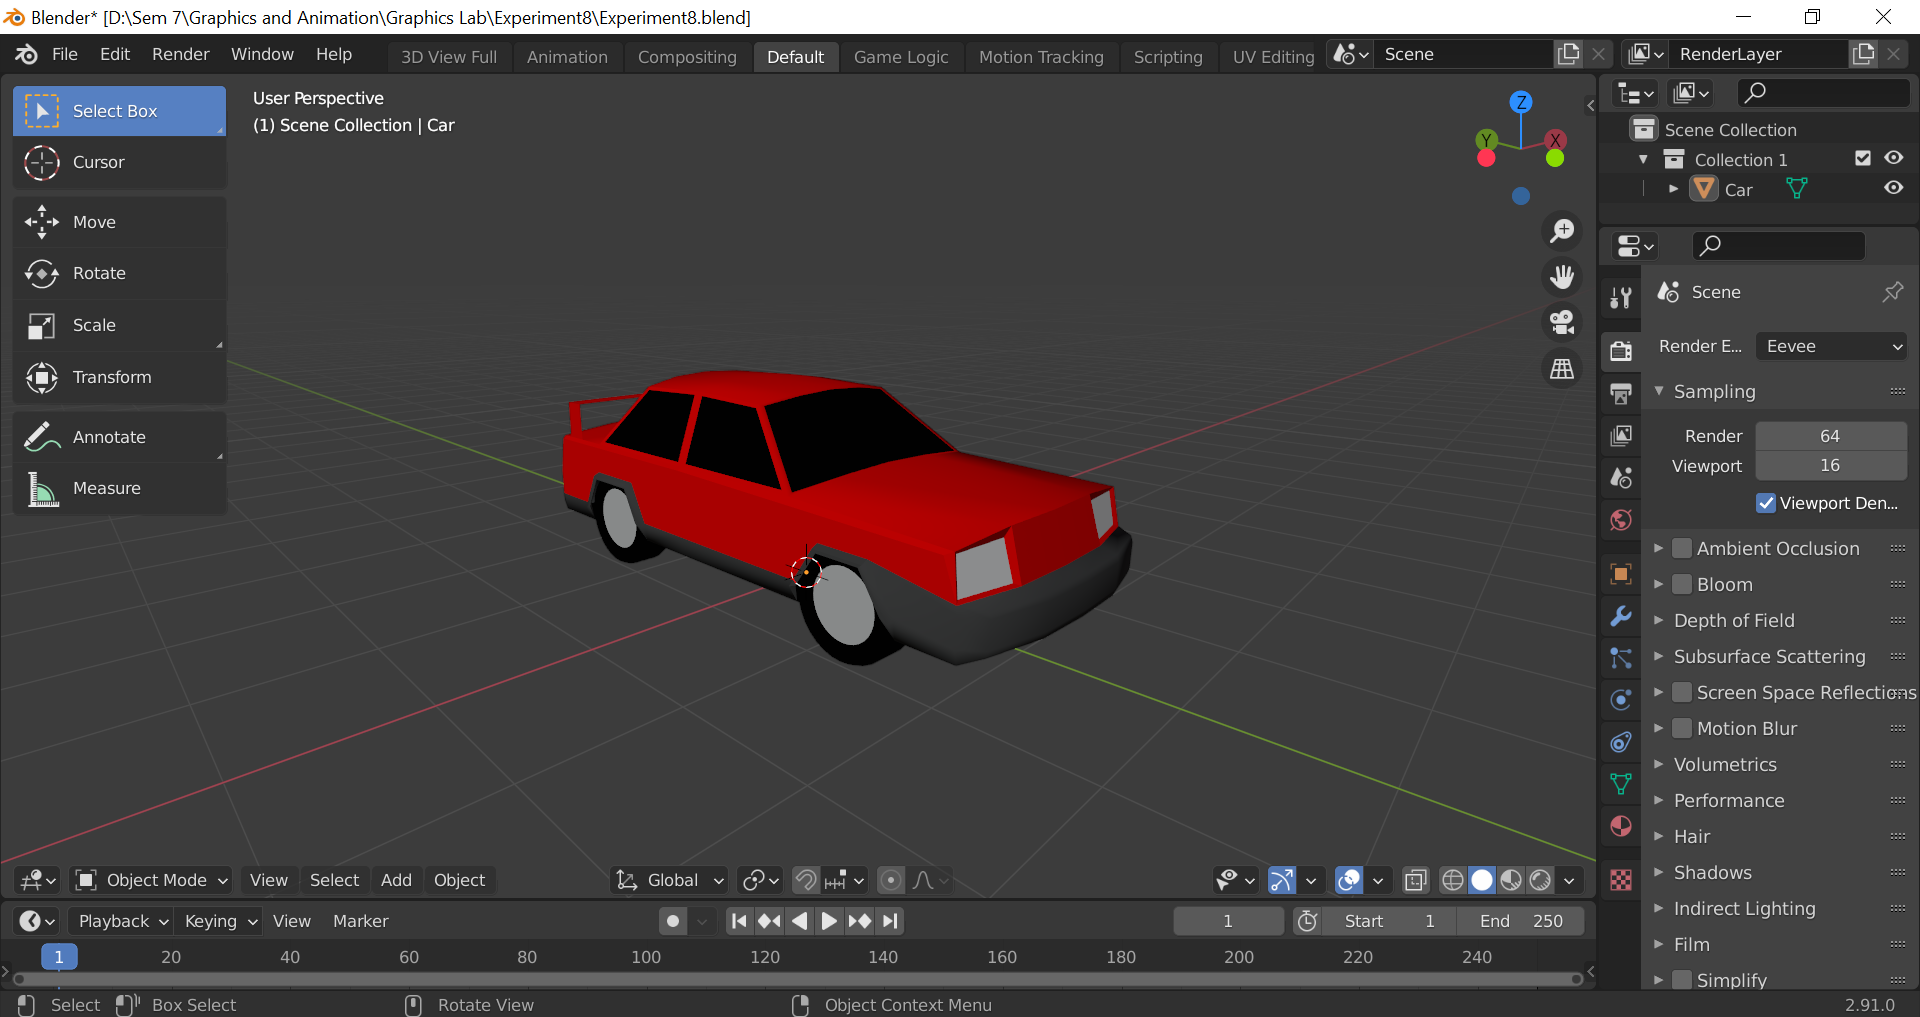 Blender* [D:\Sem 7\Graphics and Animation\Graphics Lab\Experiment8\Experiment8.blend]
File Edit Render Window Help 3D View Full Animation Compositing Default Game Logic Motion Tracking Scripting UV Editing Scene RenderLayer
Select Box
Cursor
Move
Rotate
Scale
Transform
Annotate
Measure
User Perspective
(1) Scene Collection | Car
Z
Y
X
Scene Collection
Collection 1
Car
Scene
Render E... Eevee
Sampling
Render 64
Viewport 16
Viewport Den...
Ambient Occlusion
Bloom
Depth of Field
Subsurface Scattering
Screen Space Reflections
Motion Blur
Volumetrics
Performance
Hair
Shadows
Indirect Lighting
Film
Simplify
Object Mode View Select Add Object Global
Playback Keying View Marker 1 Start 1 End 250
1 20 40 60 80 100 120 140 160 180 200 220 240
Select Box Select Rotate View Object Context Menu 2.91.0